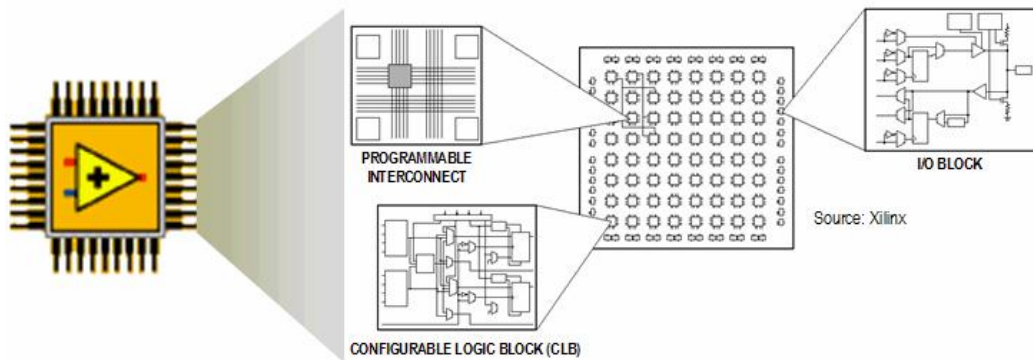 PROGRAMMABLE
INTERCONNECT
I/O BLOCK
Source: Xilinx
CONFIGURABLE LOGIC BLOCK (CLB)